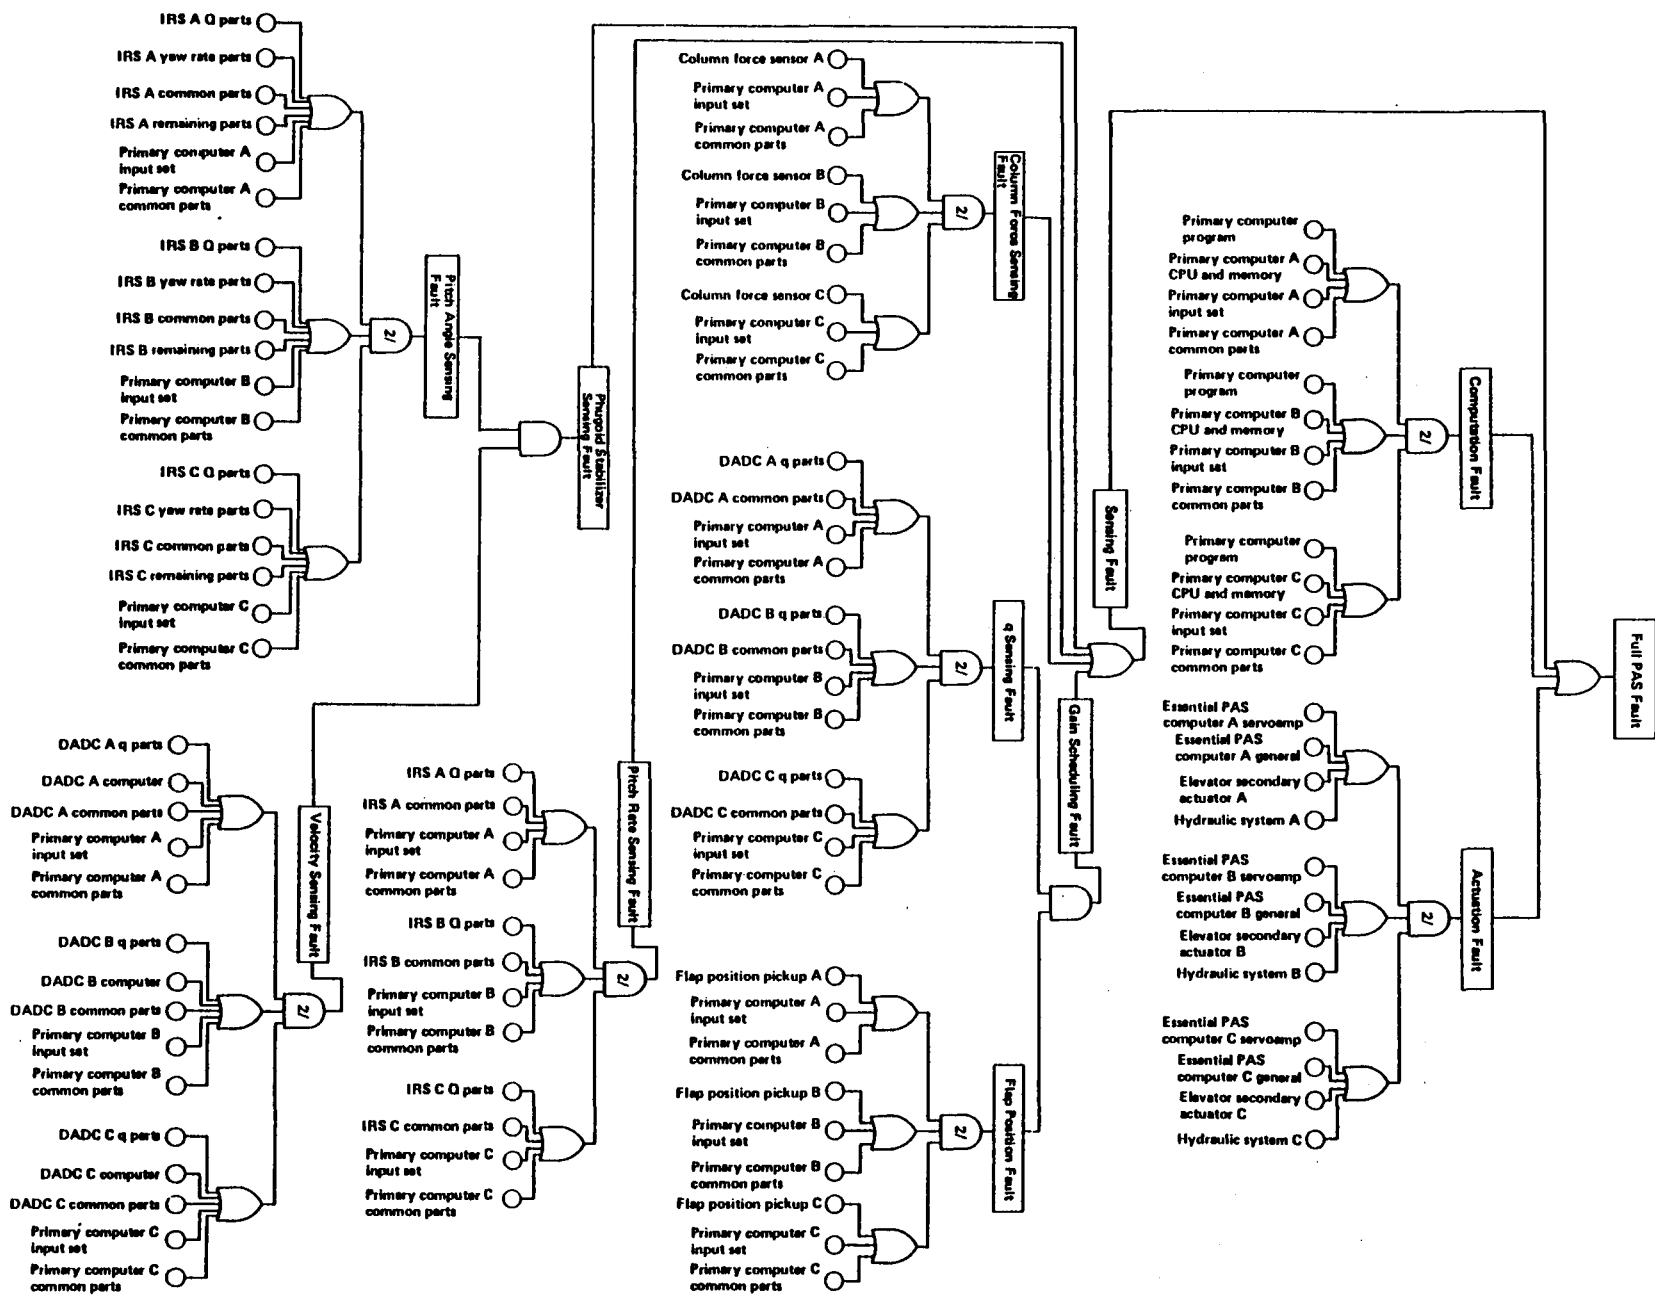 IRS A Q parts
IRS A yaw rate parts
IRS A common parts
IRS A remaining parts
Primary computer A
input set
Primary computer A
common parts
IRS B Q parts
IRS B yaw rate parts
IRS B common parts
IRS B remaining parts
Primary computer B
input set
Primary computer B
common parts
IRS C Q parts
IRS C yaw rate parts
IRS C common parts
IRS C remaining parts
Primary computer C
input set
Primary computer C
common parts
2/
Pitch Angle Sensing
Fault
Phugoid Stabilizer
Sensing Fault
DADC A q parts
DADC A computer
DADC A common parts
Primary computer A
input set
Primary computer A
common parts
DADC B q parts
DADC B computer
DADC B common parts
Primary computer B
input set
Primary computer B
common parts
DADC C q parts
DADC C computer
DADC C common parts
Primary computer C
input set
Primary computer C
common parts
2/
Velocity Sensing Fault
IRS A Q parts
IRS A common parts
Primary computer A
input set
Primary computer A
common parts
IRS B Q parts
IRS B common parts
Primary computer B
input set
Primary computer B
common parts
IRS C Q parts
IRS C common parts
Primary computer C
input set
Primary computer C
common parts
2/
Pitch Rate Sensing Fault
Column force sensor A
Primary computer A
input set
Primary computer A
common parts
Column force sensor B
Primary computer B
input set
Primary computer B
common parts
Column force sensor C
Primary computer C
input set
Primary computer C
common parts
2/
Column Force Sensing
Fault
DADC A q parts
DADC A common parts
Primary computer A
input set
Primary computer A
common parts
DADC B q parts
DADC B common parts
Primary computer B
input set
Primary computer B
common parts
DADC C q parts
DADC C common parts
Primary computer C
input set
Primary computer C
common parts
2/
q Sensing Fault
Flap position pickup A
Primary computer A
input set
Primary computer A
common parts
Flap position pickup B
Primary computer B
input set
Primary computer B
common parts
Flap position pickup C
Primary computer C
input set
Primary computer C
common parts
2/
Flap Position Fault
Gain Scheduling Fault
Sensing Fault
Primary computer
program
Primary computer A
CPU and memory
Primary computer A
input set
Primary computer A
common parts
Primary computer
program
Primary computer B
CPU and memory
Primary computer B
input set
Primary computer B
common parts
Primary computer
program
Primary computer C
CPU and memory
Primary computer C
input set
Primary computer C
common parts
2/
Computation Fault
Essential PAS
computer A servoamp
Essential PAS
computer A general
Elevator secondary
actuator A
Hydraulic system A
Essential PAS
computer B servoamp
Essential PAS
computer B general
Elevator secondary
actuator B
Hydraulic system B
Essential PAS
computer C servoamp
Essential PAS
computer C general
Elevator secondary
actuator C
Hydraulic system C
2/
Actuation Fault
Full PAS Fault